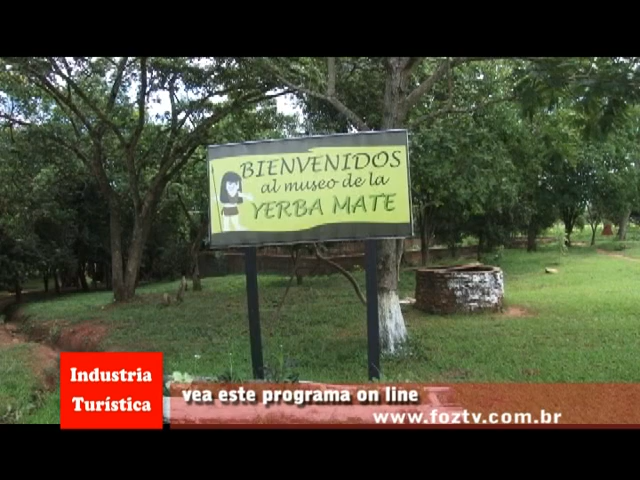 BIENVENIDOS
al museo de la
YERBA MATE
Industria
Turística
vea este programa on line
www.foztv.com.br